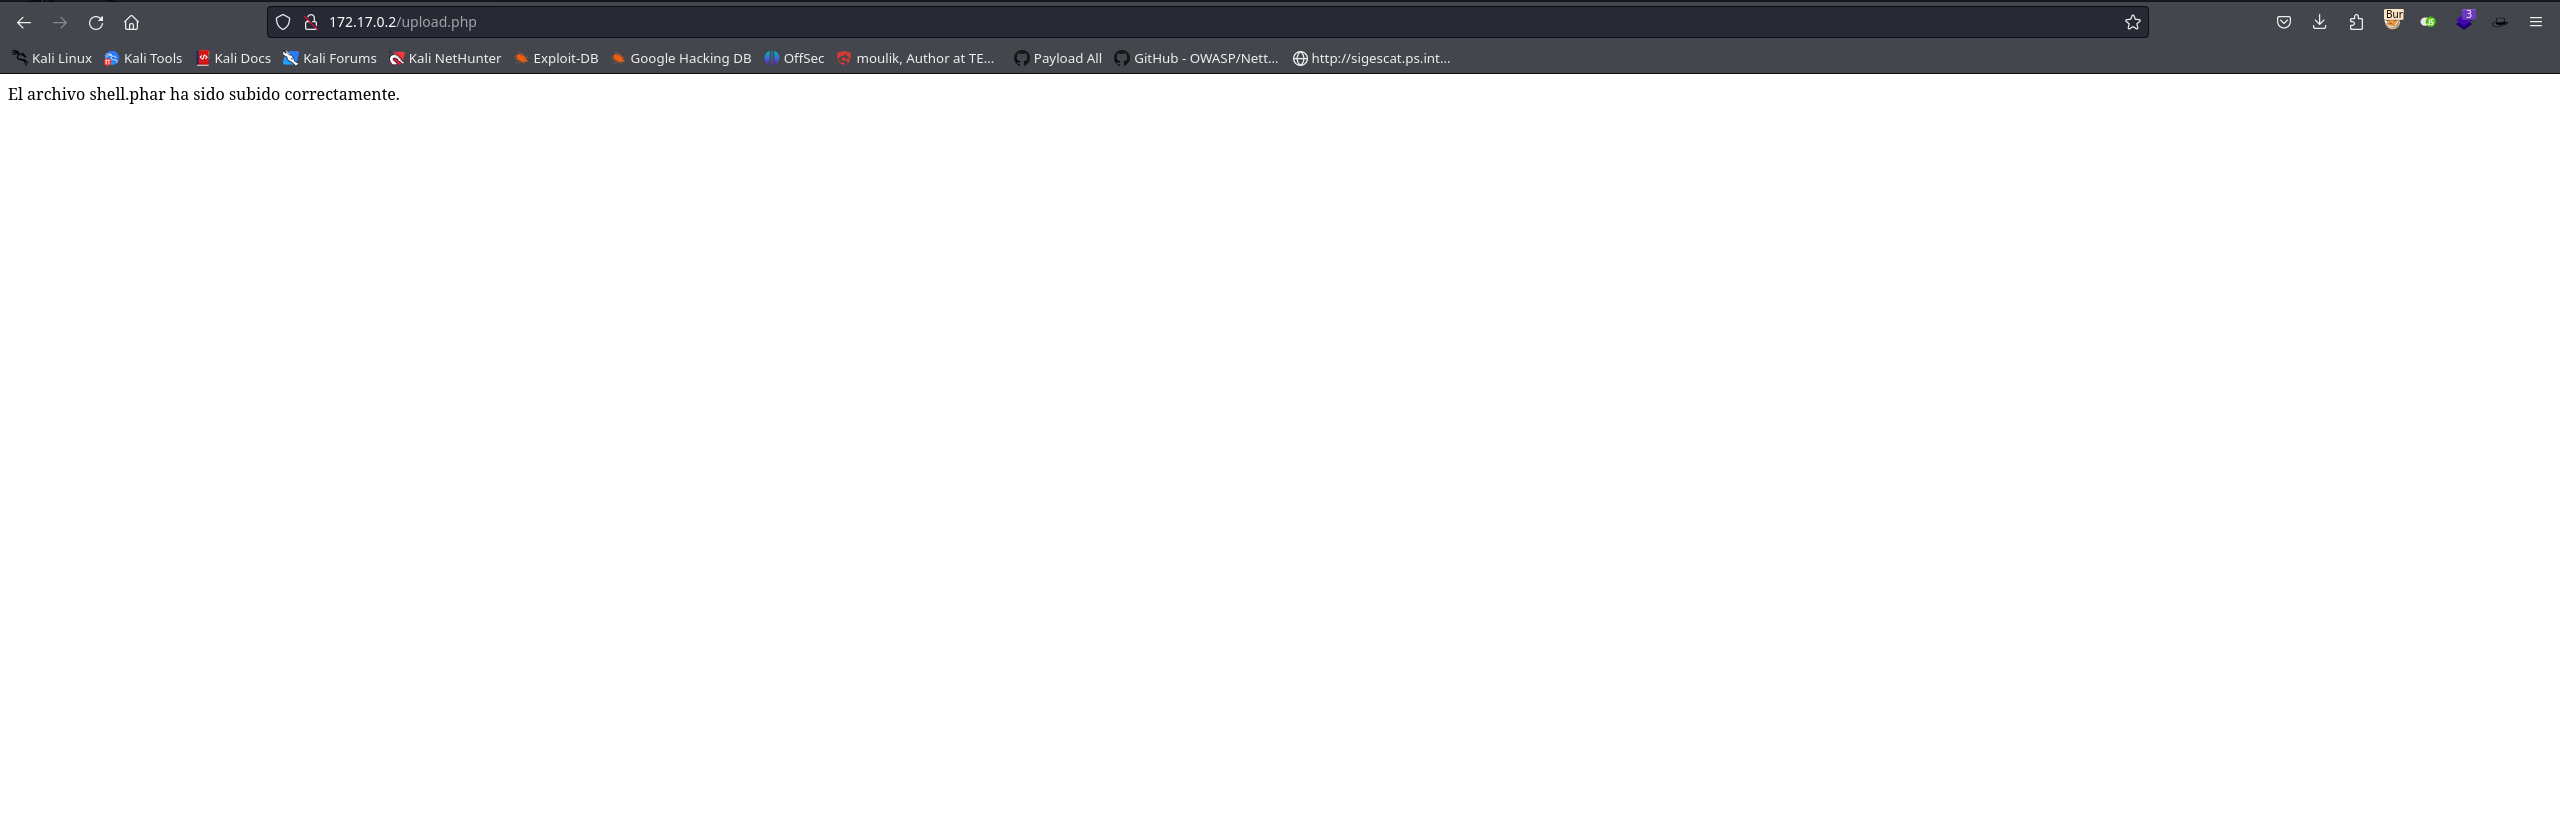 172.17.0.2/upload.php
Bur
JS
3
Kali Linux Kali Tools Kali Docs Kali Forums Kali NetHunter Exploit-DB Google Hacking DB OffSec moulik, Author at TE... Payload All GitHub - OWASP/Nett... http://sigescat.ps.int...
El archivo shell.phar ha sido subido correctamente.